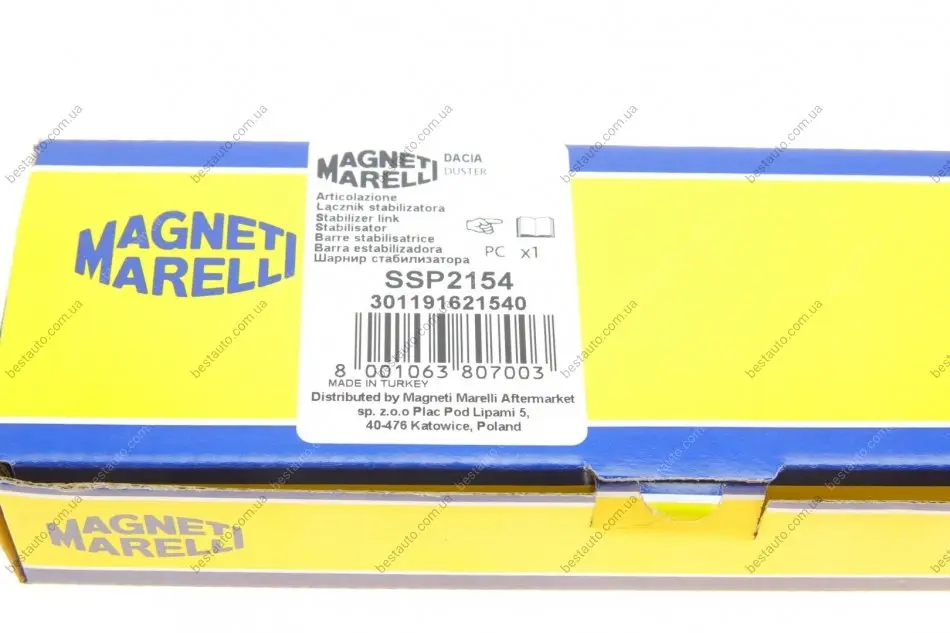 MAGNETI
MARELLI
DACIA
DUSTER
Articolazione
Łącznik stabilizatora
Stabilizer link
Stabilisator
Barre stabilisatrice
Barra estabilizadora
Шарнир стабилизатора
PC x1
SSP2154
301191621540
8 001063 807003
MADE IN TURKEY
Distributed by Magneti Marelli Aftermarket
sp. z.o.o Plac Pod Lipami 5,
40-476 Katowice, Poland
MAGNETI
MARELLI
MAGNETI
MARELLI
bestauto.com.ua